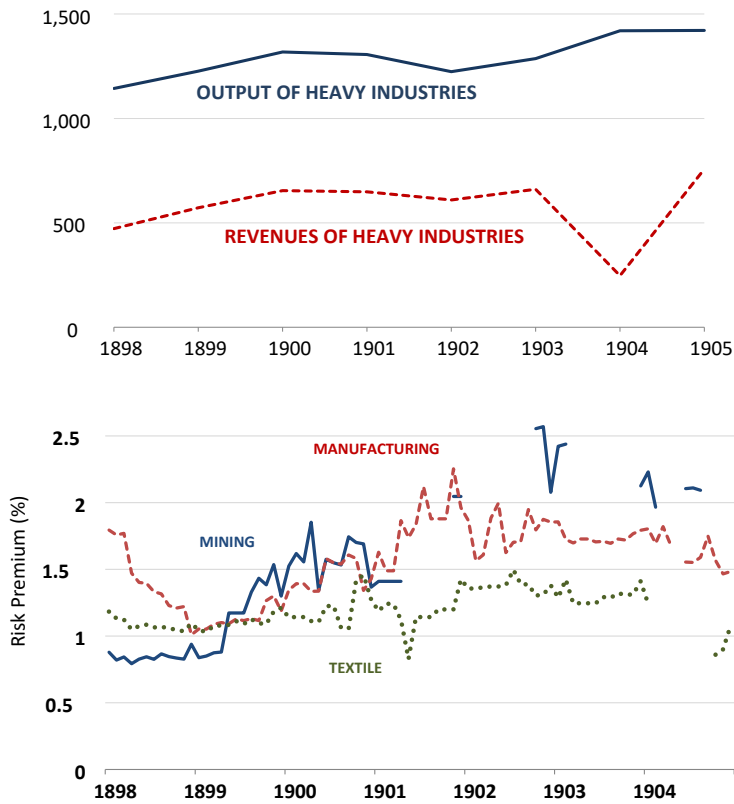 1,500
OUTPUT OF HEAVY INDUSTRIES
1,000
500
REVENUES OF HEAVY INDUSTRIES
0
1898 1899 1900 1901 1902 1903 1904 1905
2.5
MANUFACTURING
2
MINING
1.5
Risk Premium (%)
1
TEXTILE
0.5
0
1898 1899 1900 1901 1902 1903 1904